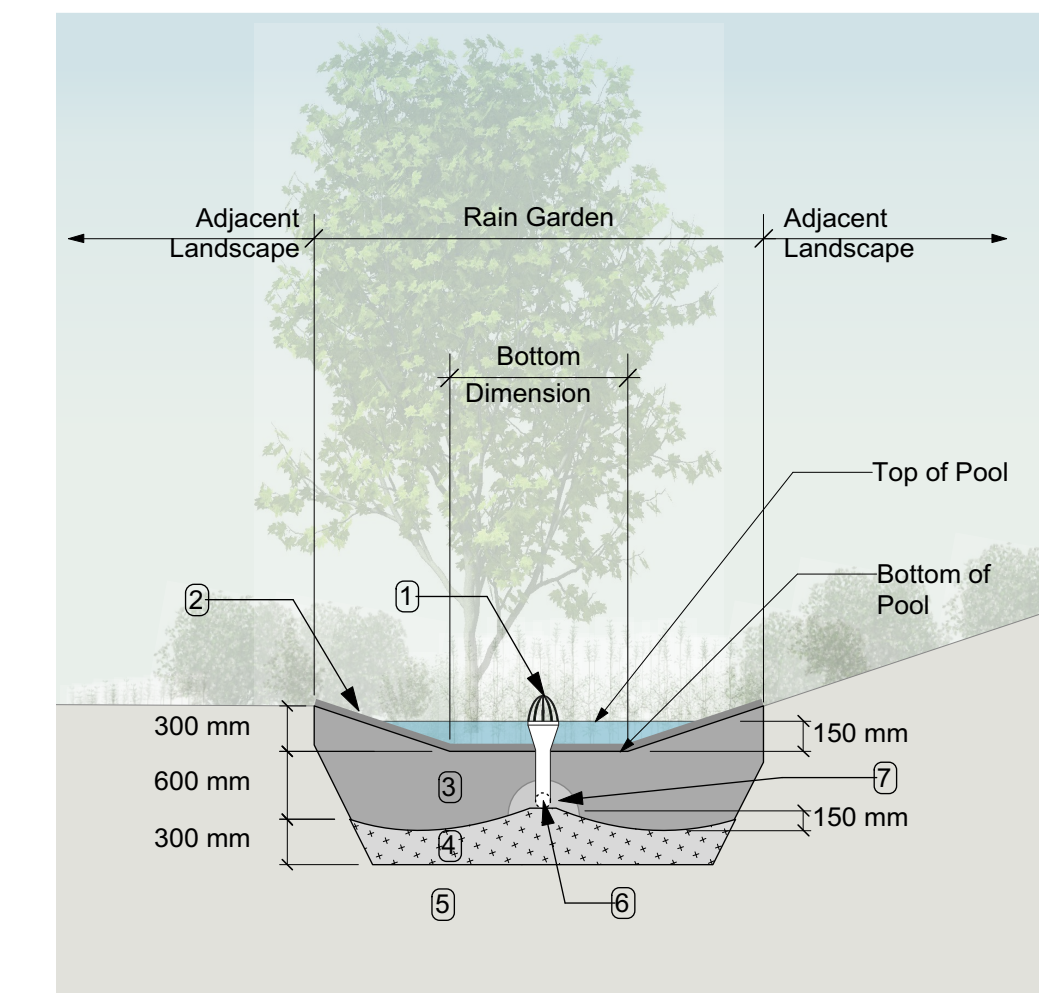 Adjacent
Landscape
Rain Garden
Adjacent
Landscape
Bottom
Dimension
Top of Pool
Bottom of
Pool
2
1
300 mm
150 mm
600 mm
3
7
150 mm
300 mm
4
5
6